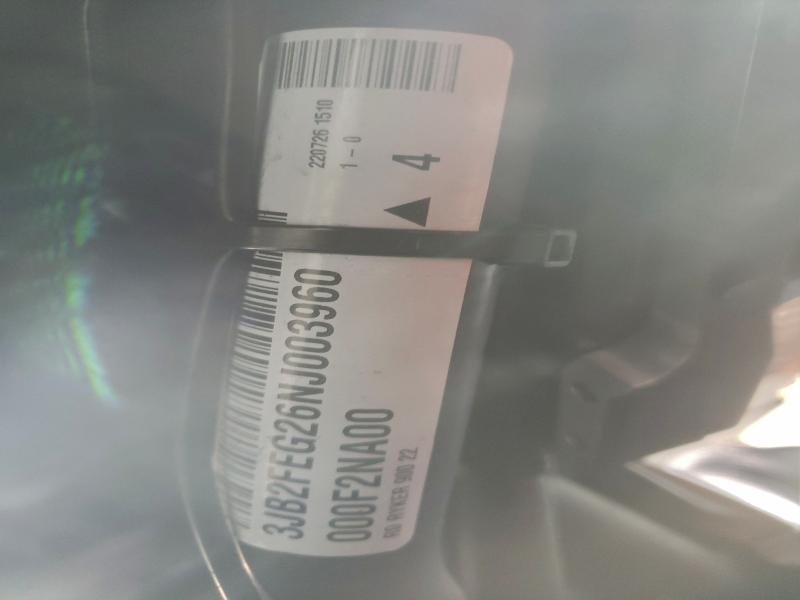 3JB2FEG26NJ003960
000F2NA00
RD RYKER 900 22
220726 1510
1 - 0
▲ 4